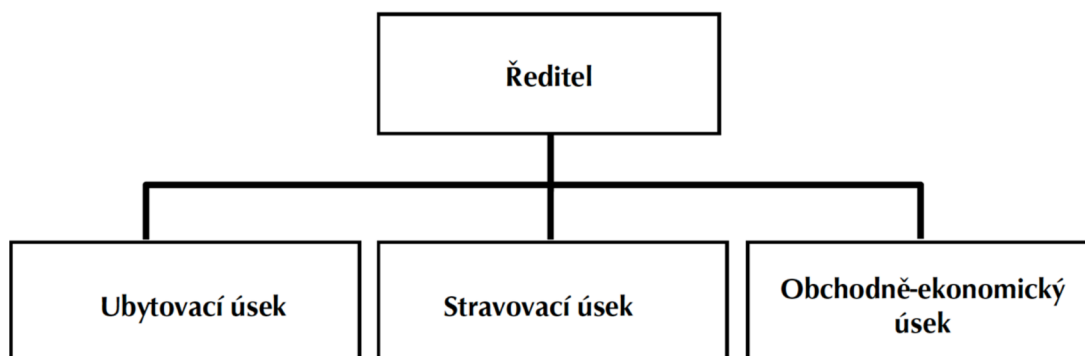 Ředitel
Ubytovací úsek
Stravovací úsek
Obchodně-ekonomický
úsek